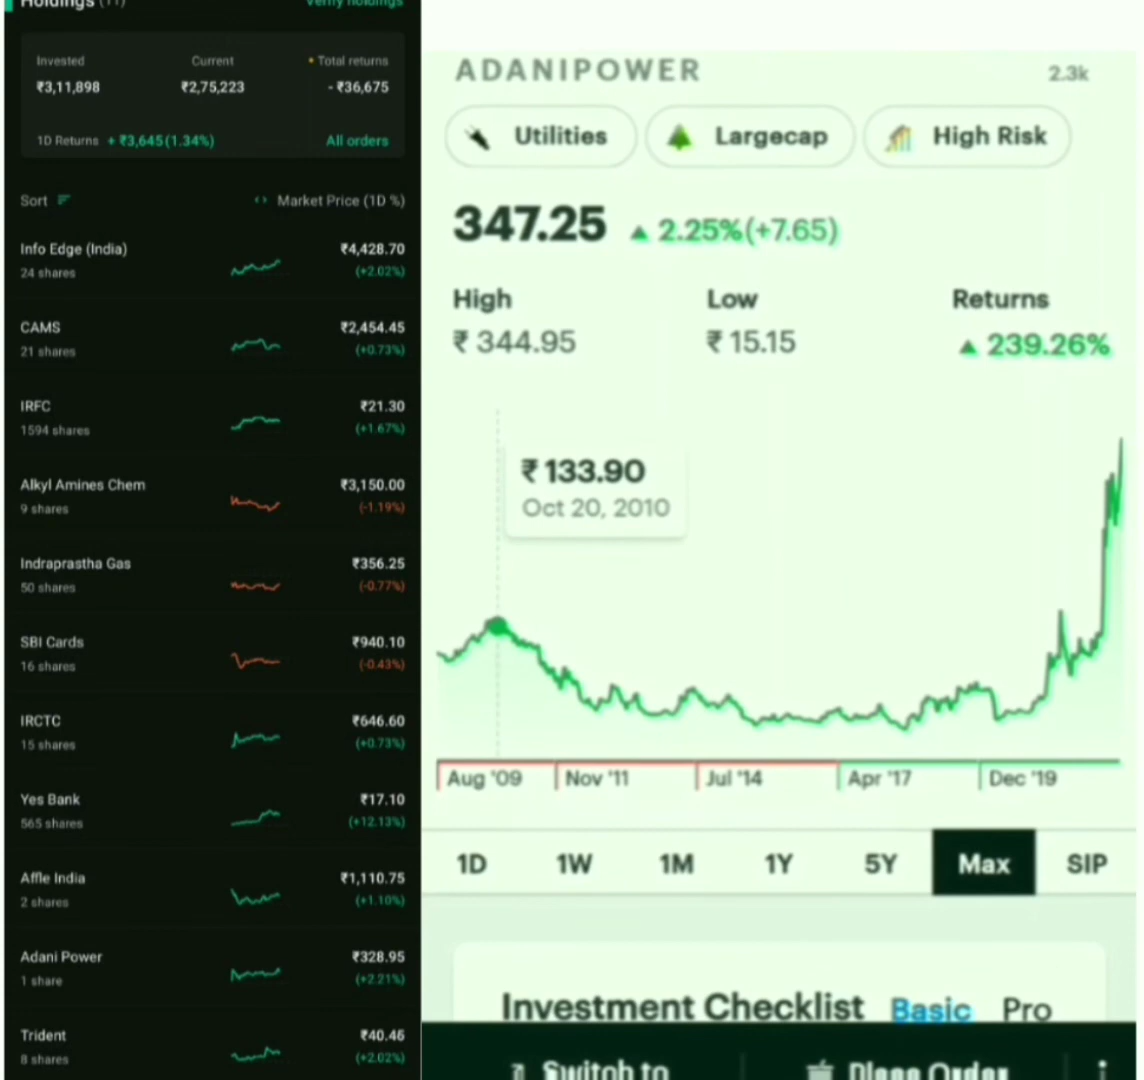 Holdings (11) Verify holdings
Invested Current Total returns
₹3,11,898 ₹2,75,223 - ₹36,675
1D Returns + ₹3,645(1.34%) All orders
Sort Market Price (1D %)
Info Edge (India) ₹4,428.70
24 shares (+2.02%)
CAMS ₹2,454.45
21 shares (+0.73%)
IRFC ₹21.30
1594 shares (+1.67%)
Alkyl Amines Chem ₹3,150.00
9 shares (-1.19%)
Indraprastha Gas ₹356.25
50 shares (-0.77%)
SBI Cards ₹940.10
16 shares (-0.43%)
IRCTC ₹646.60
15 shares (+0.73%)
Yes Bank ₹17.10
565 shares (+12.13%)
Affle India ₹1,110.75
2 shares (+1.10%)
Adani Power ₹328.95
1 share (+2.21%)
Trident ₹40.46
8 shares (+2.02%)
ADANIPOWER 2.3k
Utilities Largecap High Risk
347.25 ▲ 2.25%(+7.65)
High Low Returns
₹ 344.95 ₹ 15.15 ▲ 239.26%
₹ 133.90
Oct 20, 2010
Aug '09 Nov '11 Jul '14 Apr '17 Dec '19
1D 1W 1M 1Y 5Y Max SIP
Investment Checklist Basic Pro
Switch to Place Order